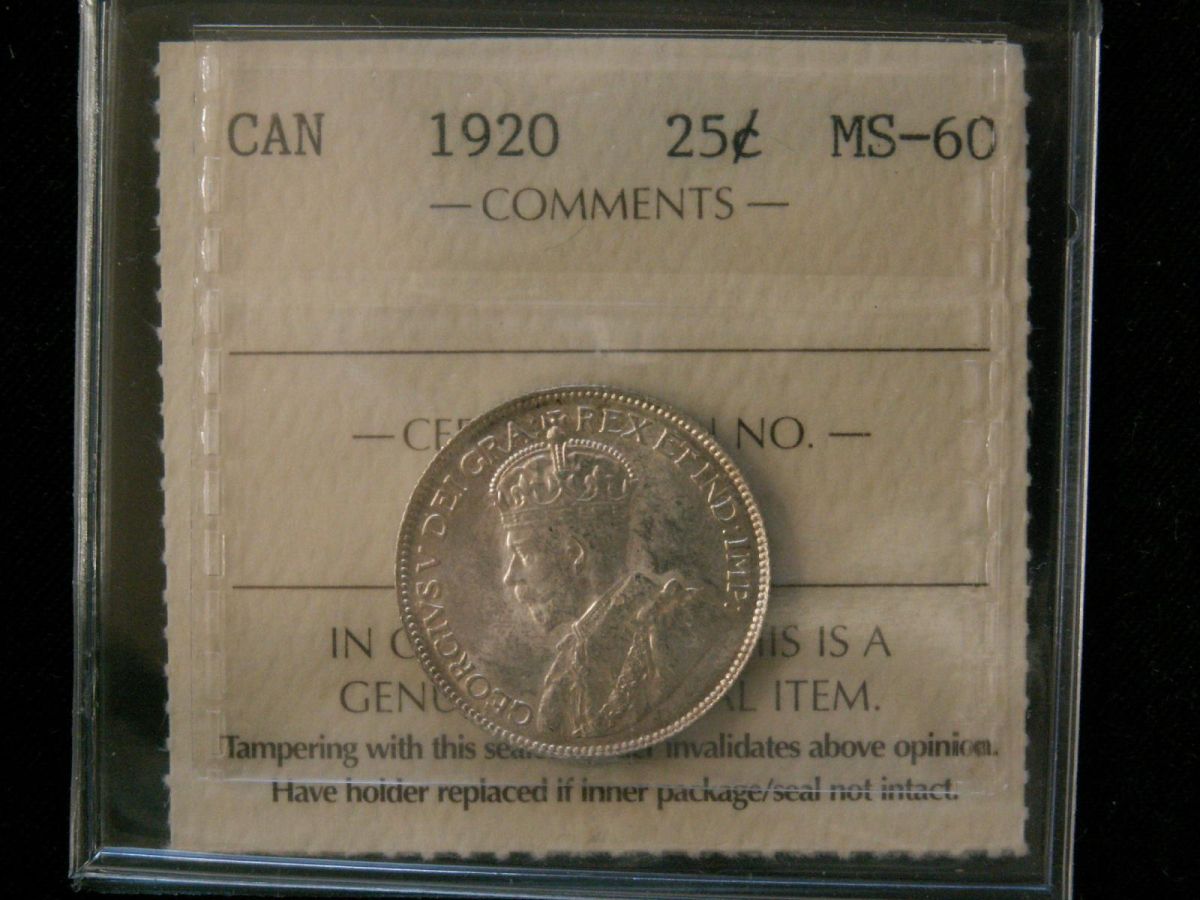 CAN 1920 25¢ MS-60
— COMMENTS —
— CE NO. —
GEORGIVS V DEI GRA: REX ET IND: IMP:
IN HIS IS A
GENU L ITEM.
Tampering with this sea er invalidates above opinion.
Have holder replaced if inner package/seal not intact.